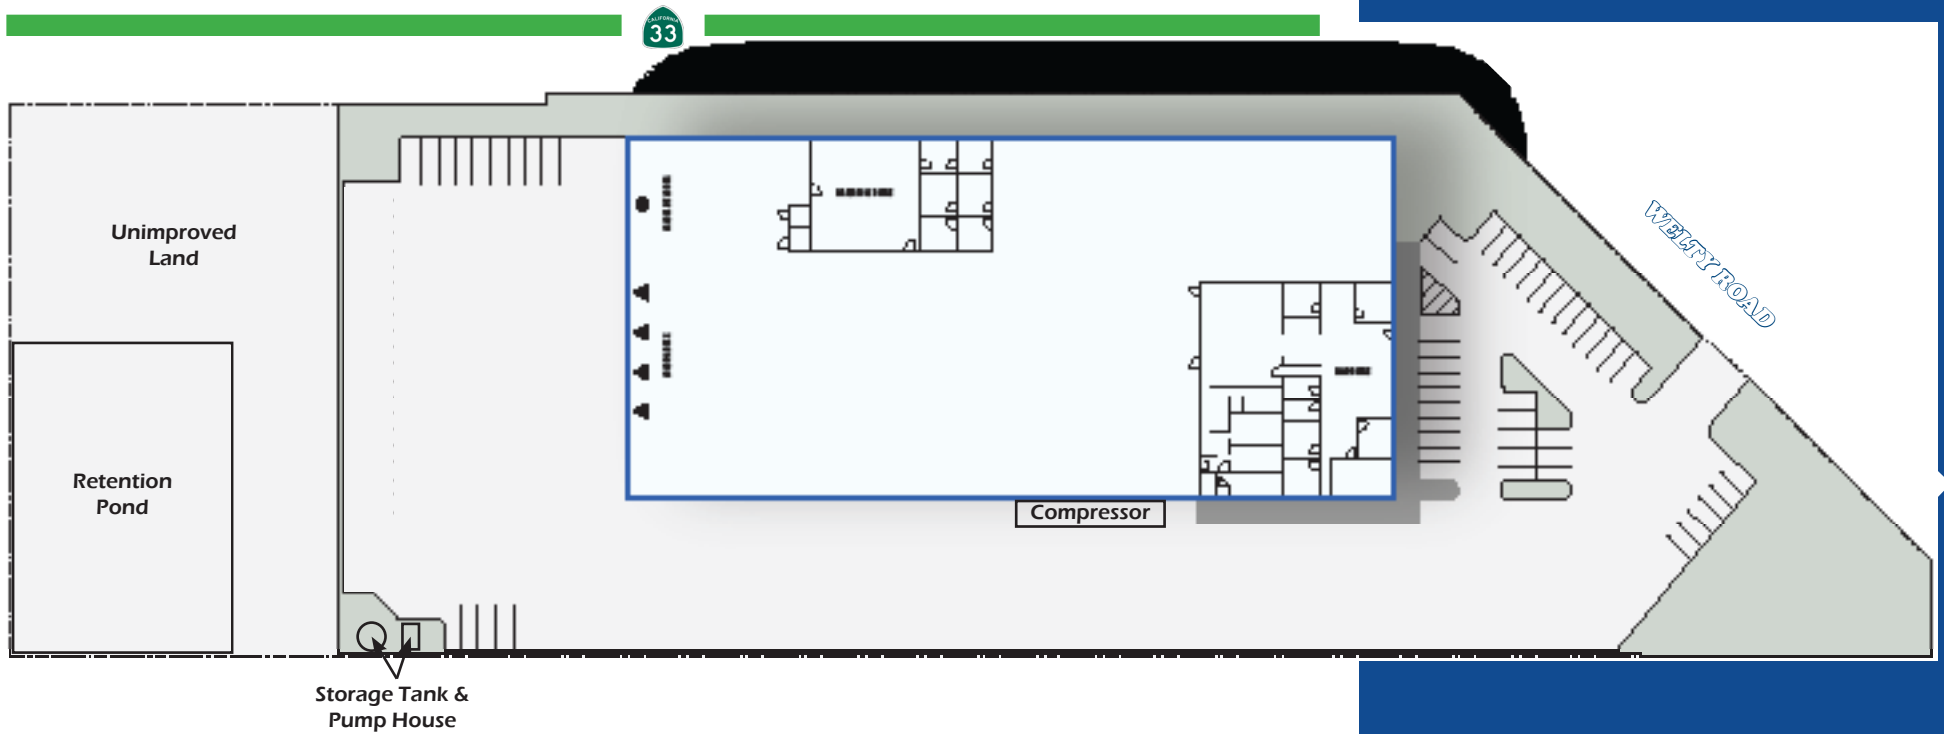 CALIFORNIA
33
WELTY ROAD
Unimproved
Land
Retention
Pond
Compressor
Storage Tank &
Pump House